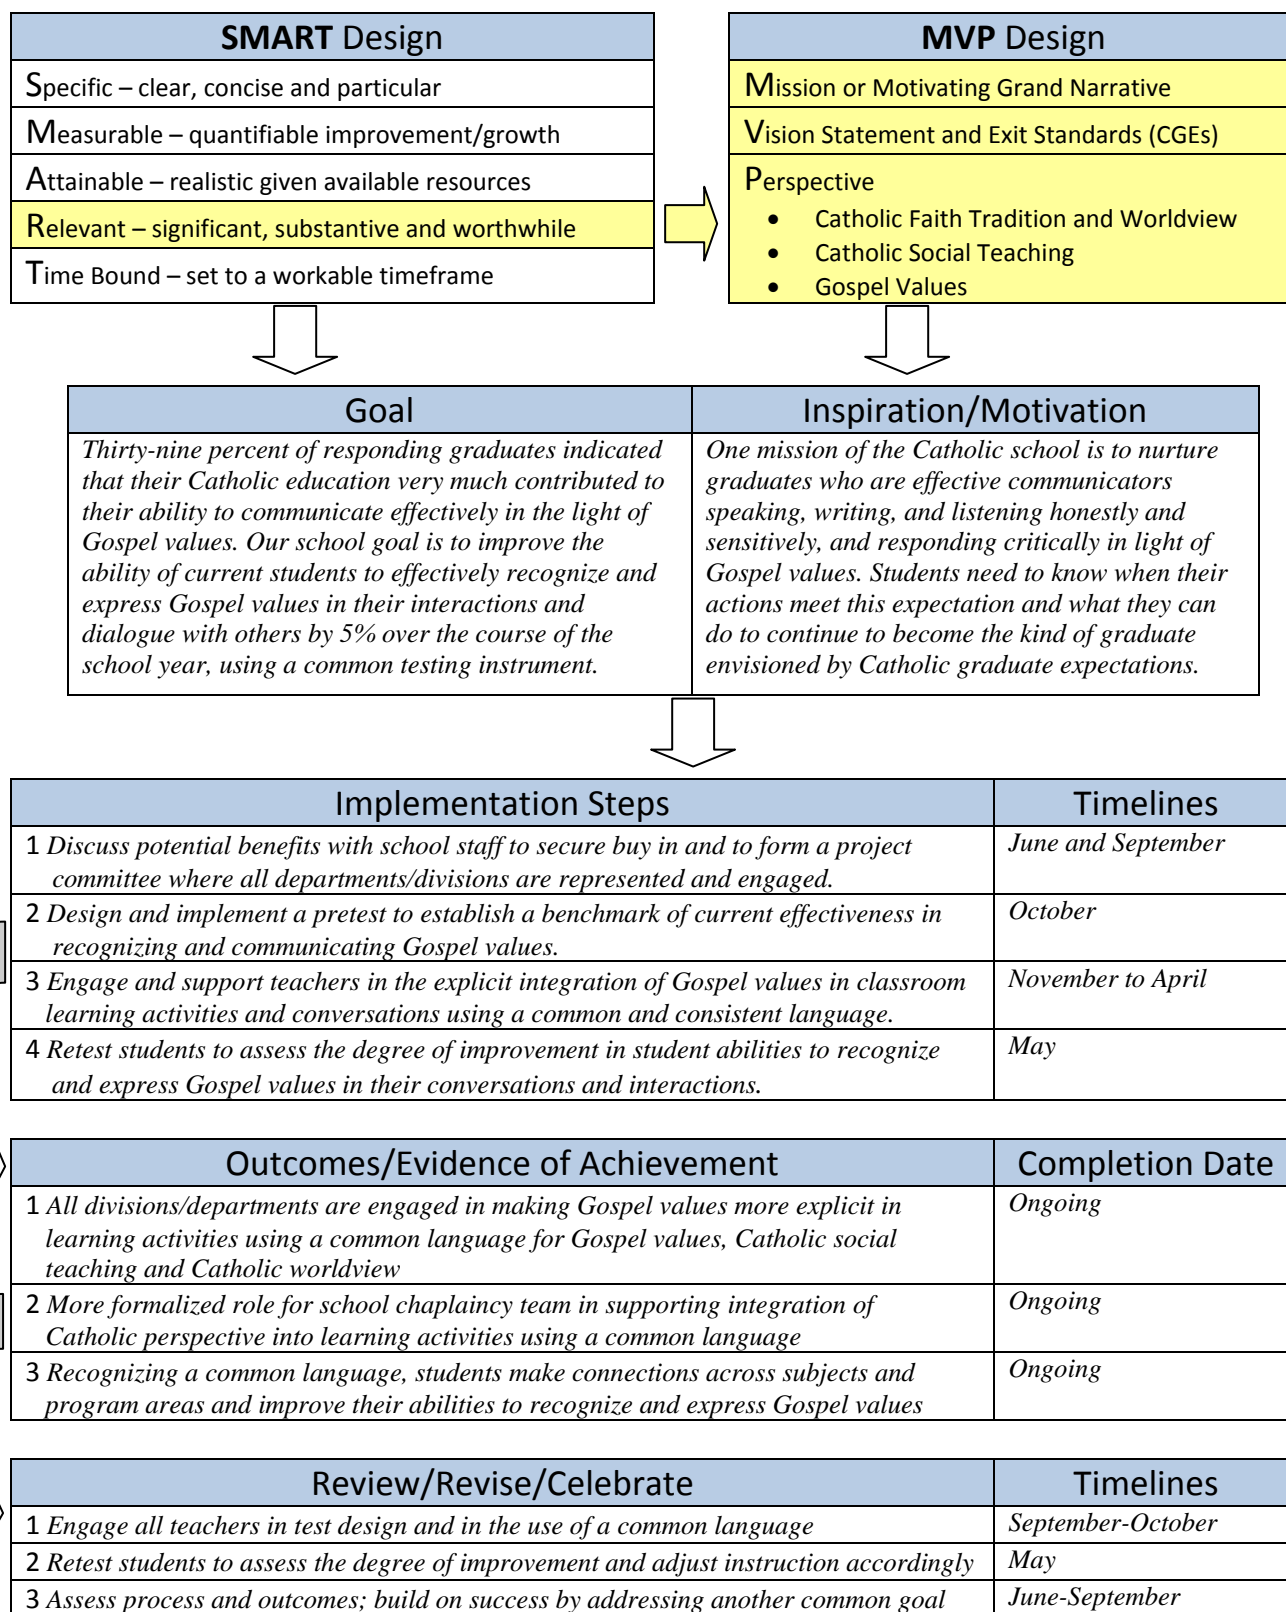 SMART Design
Specific – clear, concise and particular
Measurable – quantifiable improvement/growth
Attainable – realistic given available resources
Relevant – significant, substantive and worthwhile
Time Bound – set to a workable timeframe
MVP Design
Mission or Motivating Grand Narrative
Vision Statement and Exit Standards (CGEs)
Perspective
• Catholic Faith Tradition and Worldview
• Catholic Social Teaching
• Gospel Values
Goal
Thirty-nine percent of responding graduates indicated
that their Catholic education very much contributed to
their ability to communicate effectively in the light of
Gospel values. Our school goal is to improve the
ability of current students to effectively recognize and
express Gospel values in their interactions and
dialogue with others by 5% over the course of the
school year, using a common testing instrument.
Inspiration/Motivation
One mission of the Catholic school is to nurture
graduates who are effective communicators
speaking, writing, and listening honestly and
sensitively, and responding critically in light of
Gospel values. Students need to know when their
actions meet this expectation and what they can
do to continue to become the kind of graduate
envisioned by Catholic graduate expectations.
Implementation Steps Timelines
1 Discuss potential benefits with school staff to secure buy in and to form a project June and September
committee where all departments/divisions are represented and engaged.
2 Design and implement a pretest to establish a benchmark of current effectiveness in October
recognizing and communicating Gospel values.
3 Engage and support teachers in the explicit integration of Gospel values in classroom November to April
learning activities and conversations using a common and consistent language.
4 Retest students to assess the degree of improvement in student abilities to recognize May
and express Gospel values in their conversations and interactions.
Outcomes/Evidence of Achievement Completion Date
1 All divisions/departments are engaged in making Gospel values more explicit in Ongoing
learning activities using a common language for Gospel values, Catholic social
teaching and Catholic worldview
2 More formalized role for school chaplaincy team in supporting integration of Ongoing
Catholic perspective into learning activities using a common language
3 Recognizing a common language, students make connections across subjects and Ongoing
program areas and improve their abilities to recognize and express Gospel values
Review/Revise/Celebrate Timelines
1 Engage all teachers in test design and in the use of a common language September-October
2 Retest students to assess the degree of improvement and adjust instruction accordingly May
3 Assess process and outcomes; build on success by addressing another common goal June-September